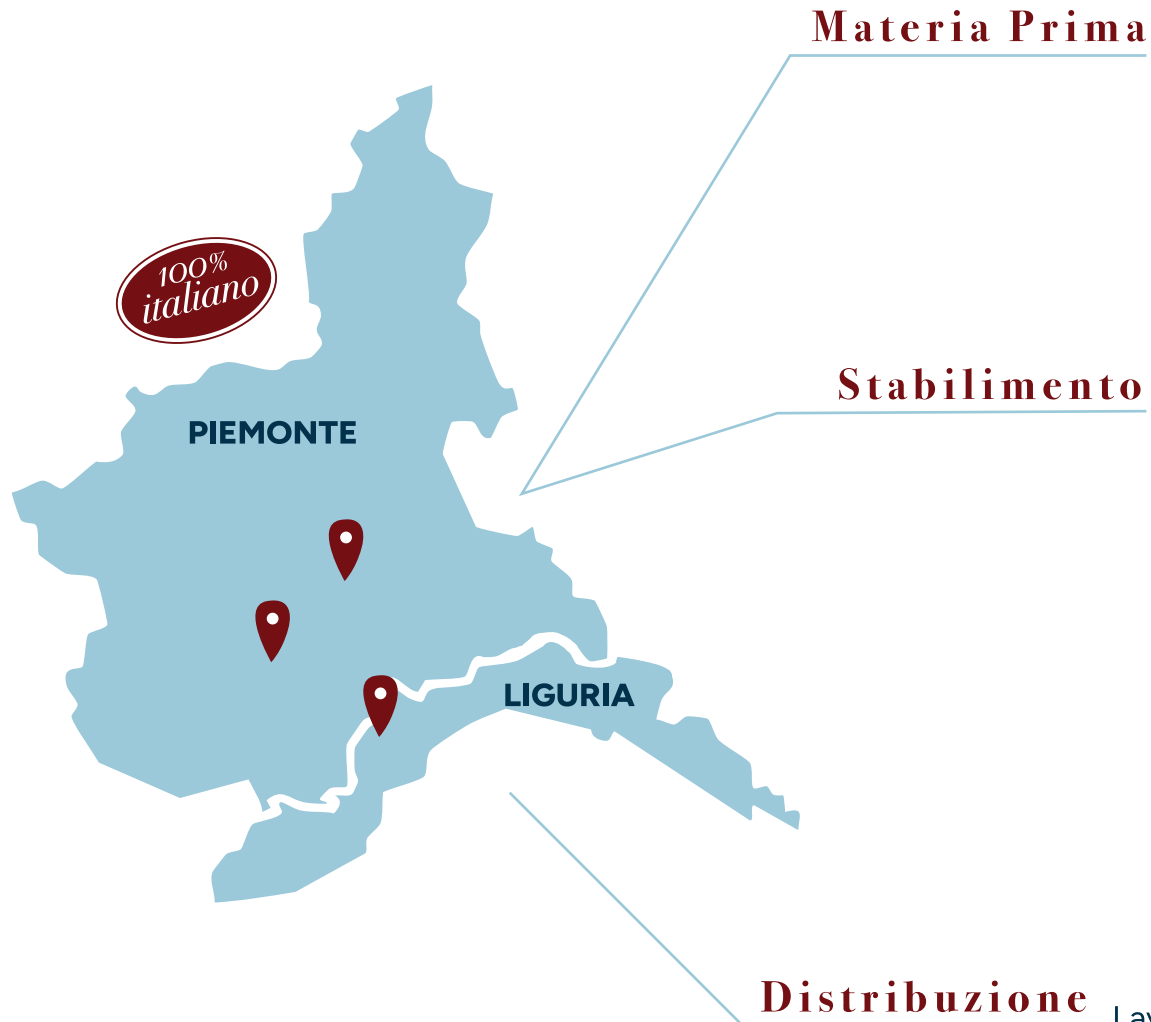 Materia Prima
100%
italiano
Stabilimento
PIEMONTE
LIGURIA
Distribuzione